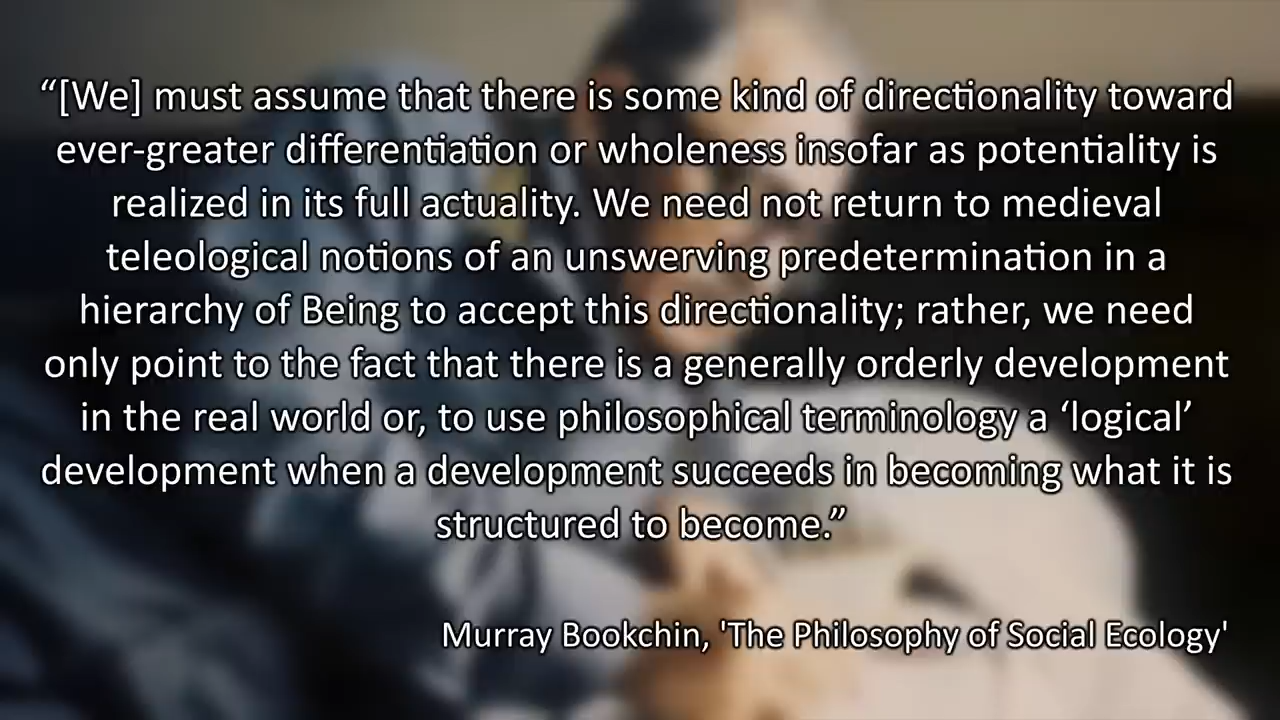 “[We] must assume that there is some kind of directionality toward
ever-greater differentiation or wholeness insofar as potentiality is
realized in its full actuality. We need not return to medieval
teleological notions of an unswerving predetermination in a
hierarchy of Being to accept this directionality; rather, we need
only point to the fact that there is a generally orderly development
in the real world or, to use philosophical terminology a ‘logical’
development when a development succeeds in becoming what it is
structured to become.”
Murray Bookchin, 'The Philosophy of Social Ecology'